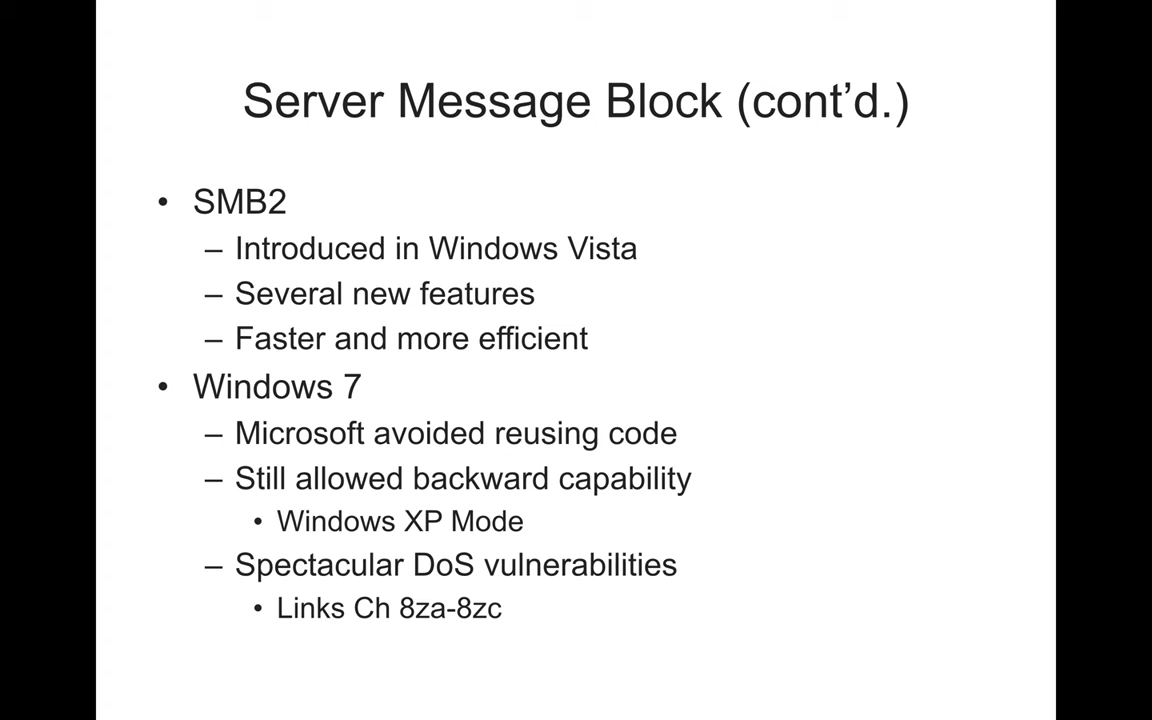 Server Message Block (cont’d.)
• SMB2
– Introduced in Windows Vista
– Several new features
– Faster and more efficient
• Windows 7
– Microsoft avoided reusing code
– Still allowed backward capability
• Windows XP Mode
– Spectacular DoS vulnerabilities
• Links Ch 8za-8zc